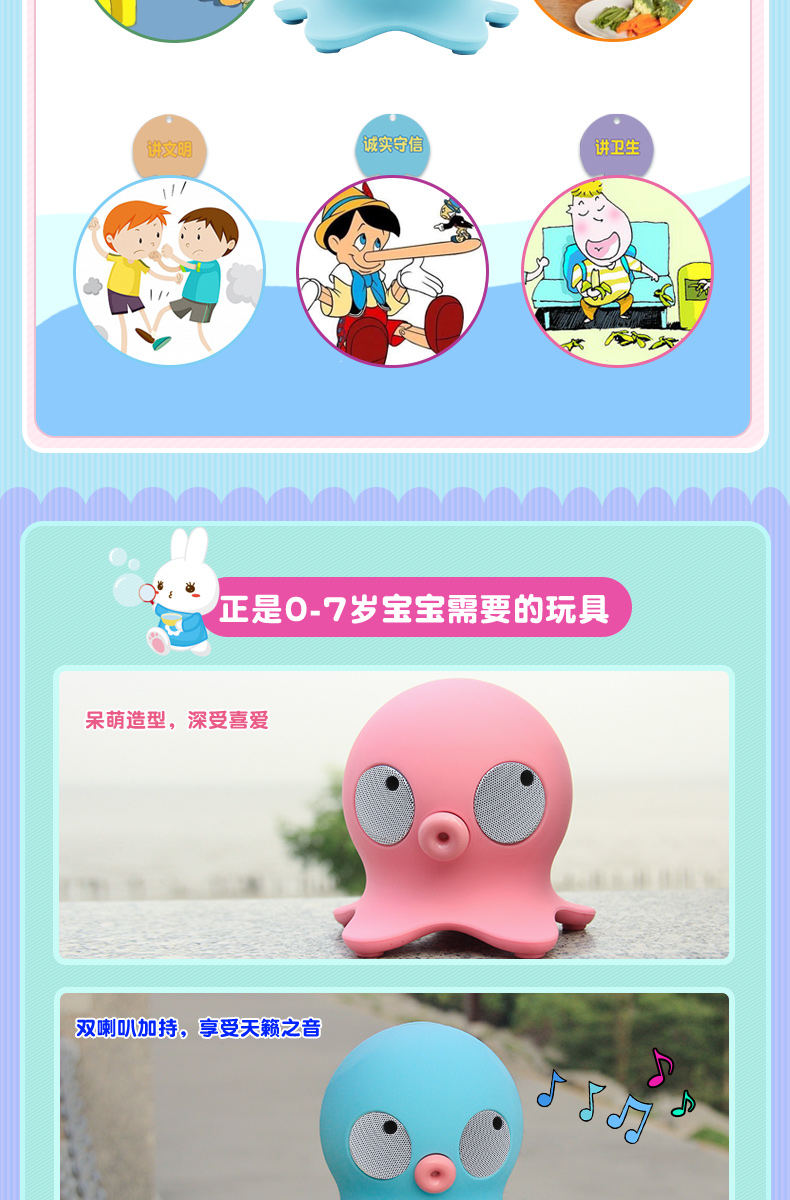 讲文明
诚实守信
讲卫生
正是0-7岁宝宝需要的玩具
呆萌造型，深受喜爱
双喇叭加持，享受天籁之音